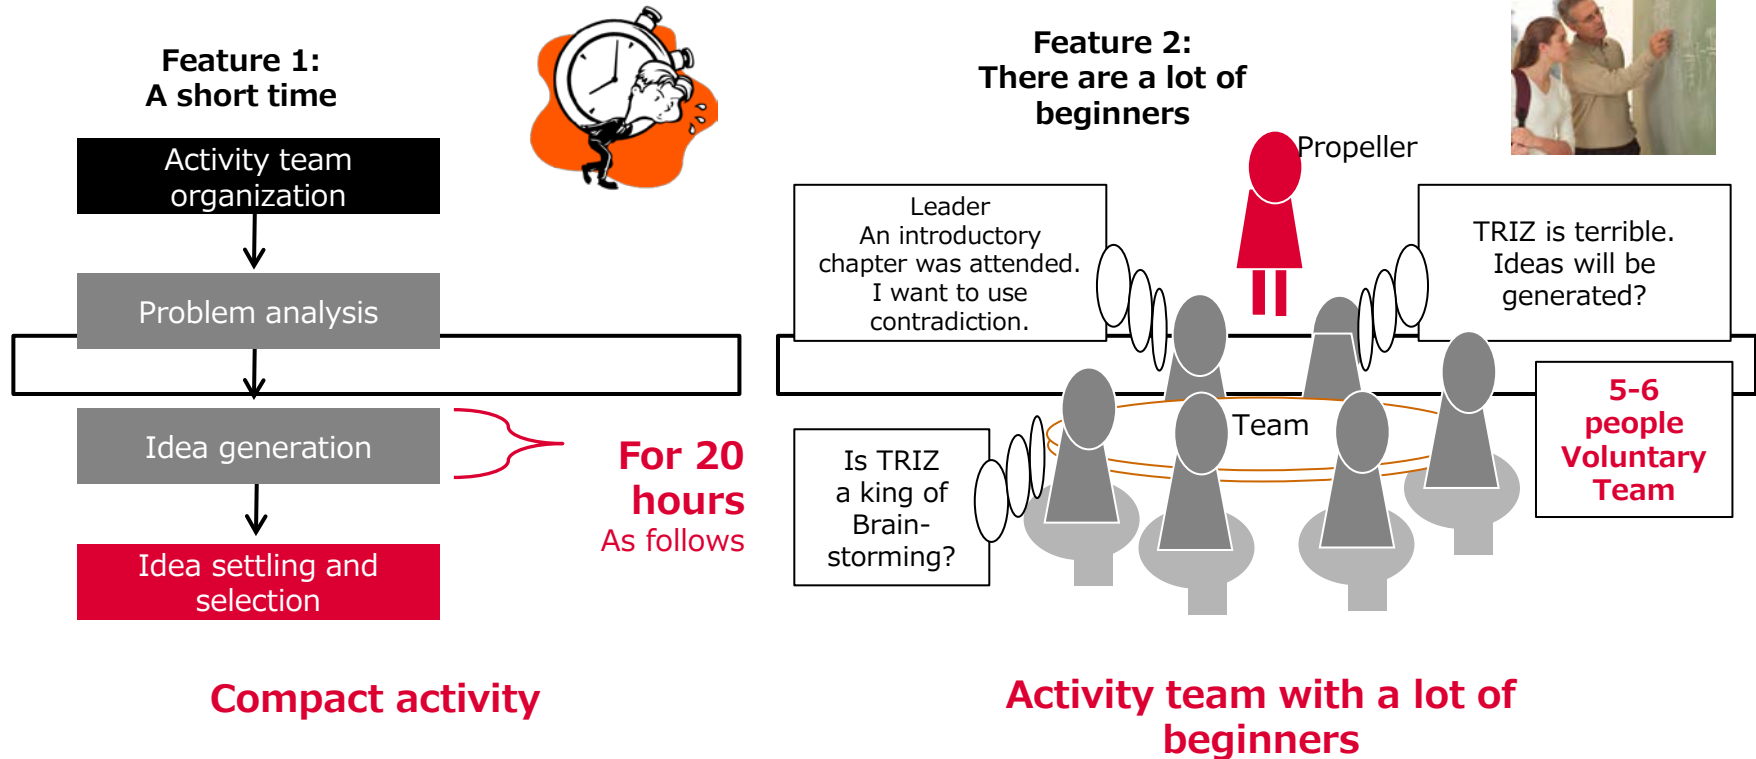 Feature 1:
A short time
Activity team
organization
Problem analysis
Idea generation
For 20
hours
As follows
Idea settling and
selection
Compact activity
Feature 2:
There are a lot of
beginners
Propeller
Leader
An introductory
chapter was attended.
I want to use
contradiction.
TRIZ is terrible.
Ideas will be
generated?
Team
Is TRIZ
a king of
Brain-
storming?
5-6
people
Voluntary
Team
Activity team with a lot of
beginners